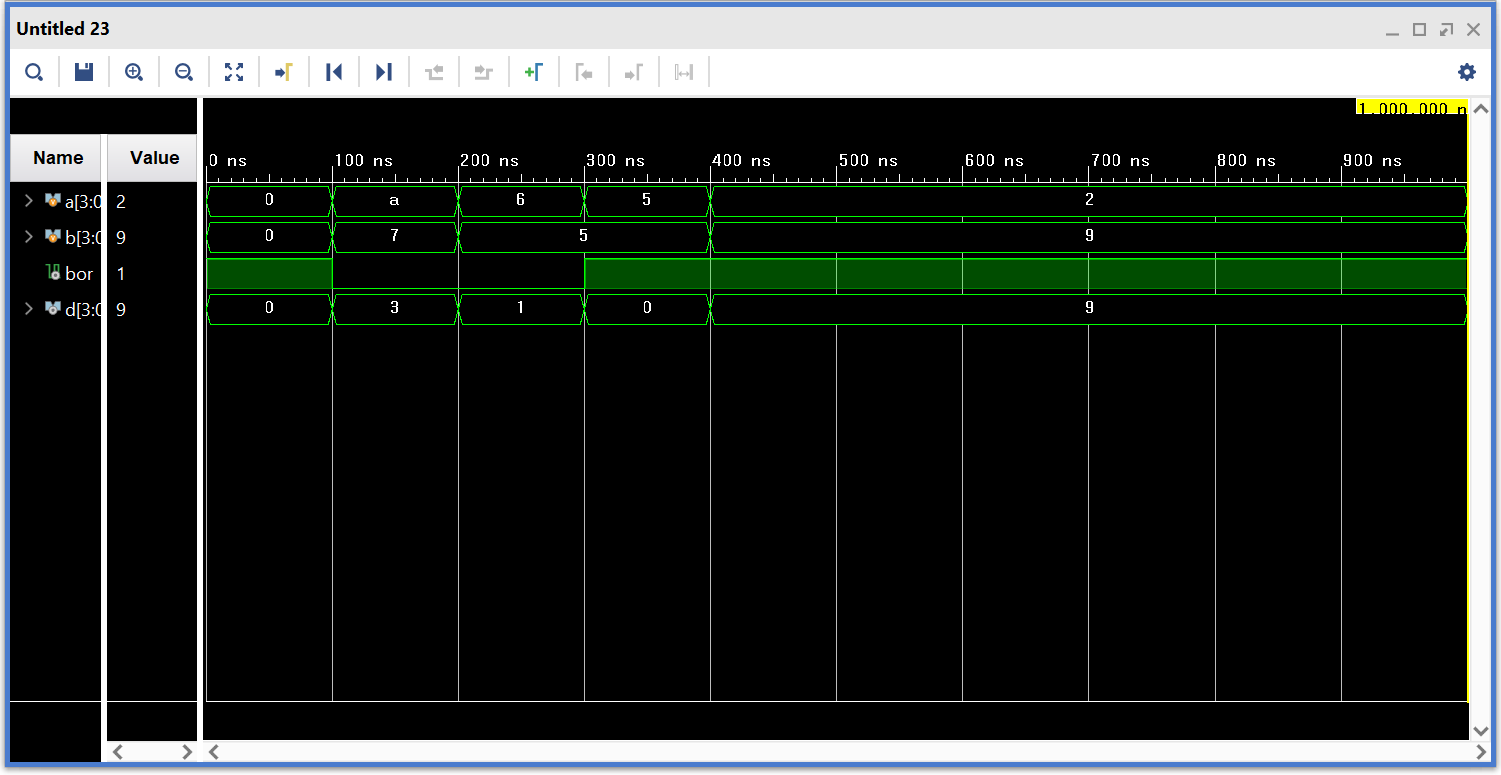 Untitled 23
1,000,000 n
Name Value
0 ns 100 ns 200 ns 300 ns 400 ns 500 ns 600 ns 700 ns 800 ns 900 ns
a[3:0 2 0 a 6 5 2
b[3:0 9 0 7 5 9
bor 1
d[3:0 9 0 3 1 0 9